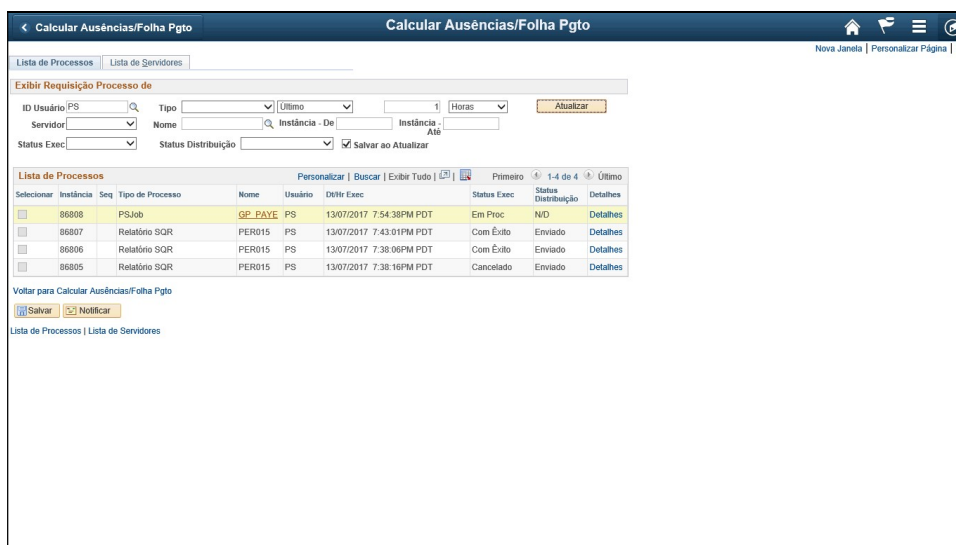 Calcular Ausências/Folha Pgto
Calcular Ausências/Folha Pgto
Nova Janela | Personalizar Página |
Lista de Processos Lista de Servidores
Exibir Requisição Processo de
ID Usuário PS Tipo Último 1 Horas Atualizar
Servidor Nome Instância - De Instância - Até
Status Exec Status Distribuição Salvar ao Atualizar
Lista de Processos Personalizar | Buscar | Exibir Tudo | | Primeiro 1-4 de 4 Último
Selecionar Instância Seq Tipo de Processo Nome Usuário Dt/Hr Exec Status Exec Status Distribuição Detalhes
86808 PSJob GP_PAYE PS 13/07/2017 7:54:38PM PDT Em Proc N/D Detalhes
86807 Relatório SQR PER015 PS 13/07/2017 7:43:01PM PDT Com Êxito Enviado Detalhes
86806 Relatório SQR PER015 PS 13/07/2017 7:38:06PM PDT Com Êxito Enviado Detalhes
86805 Relatório SQR PER015 PS 13/07/2017 7:38:16PM PDT Cancelado Enviado Detalhes
Voltar para Calcular Ausências/Folha Pgto
Salvar Notificar
Lista de Processos | Lista de Servidores